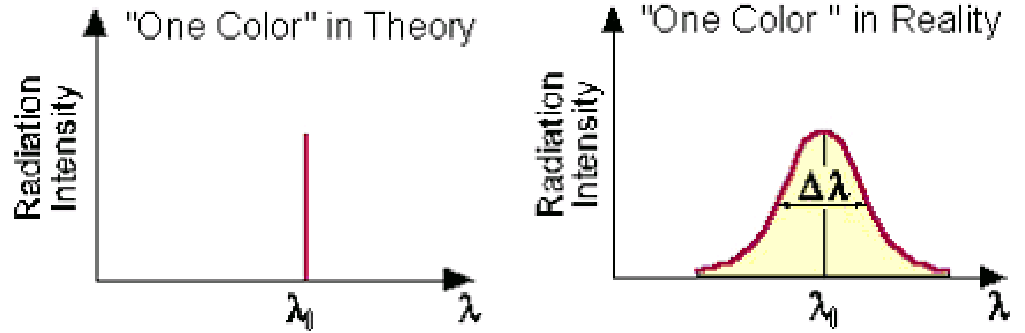 "One Color" in Theory
Radiation
Intensity
λ₀
λ
"One Color " in Reality
Radiation
Intensity
Δλ
λ₀
λ